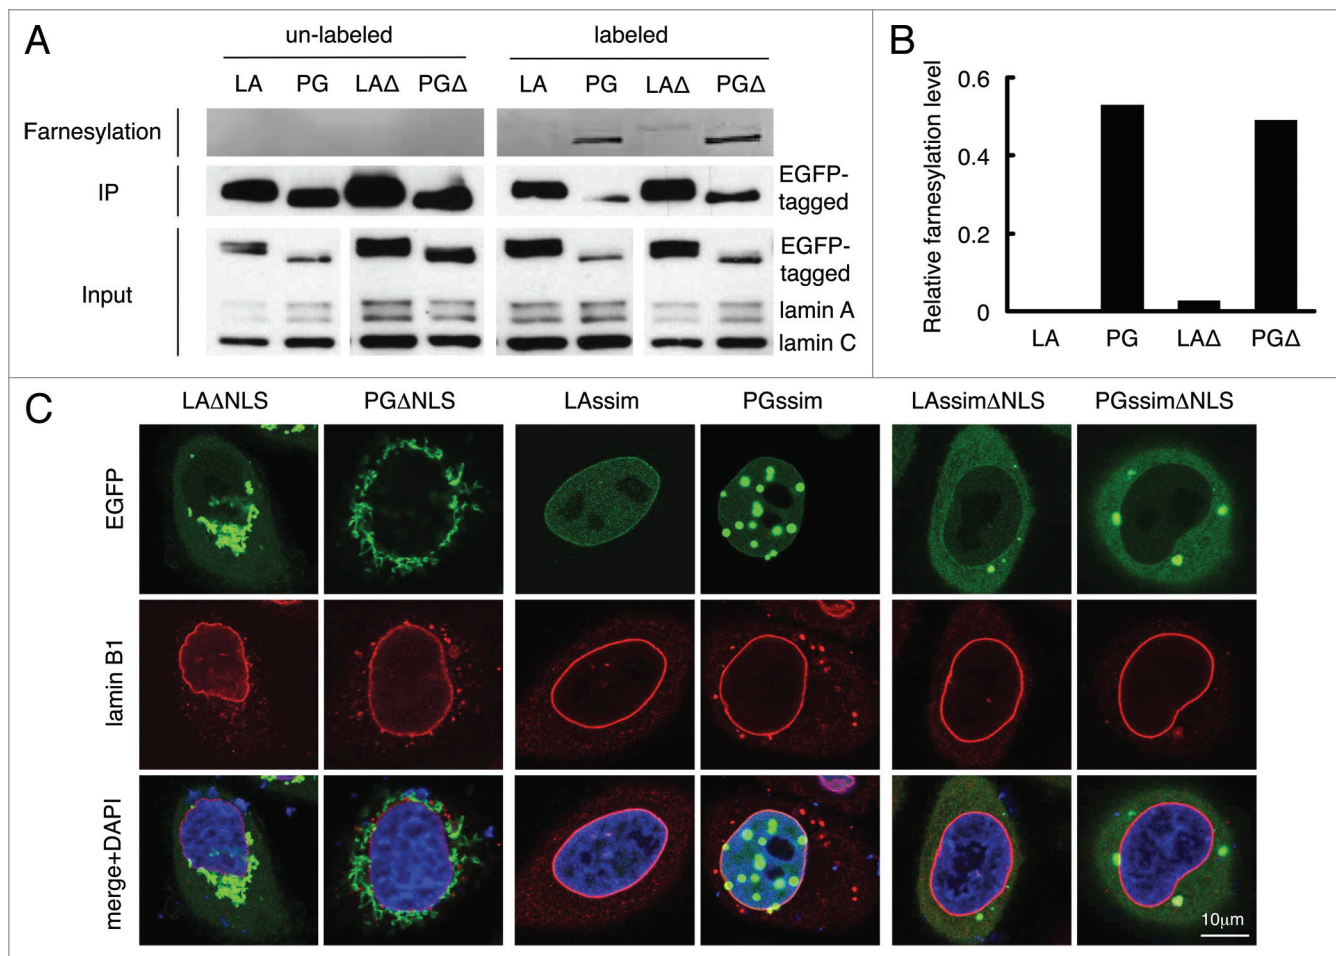 A
un-labeled
labeled
LA PG LAΔ PGΔ
LA PG LAΔ PGΔ
Farnesylation
IP
EGFP-
tagged
Input
EGFP-
tagged
lamin A
lamin C
B
Relative farnesylation level
0.6
0.4
0.2
0
LA PG LAΔ PGΔ
C
LAΔNLS PGΔNLS LAssim PGssim LAssimΔNLS PGssimΔNLS
EGFP
lamin B1
merge+DAPI
10μm